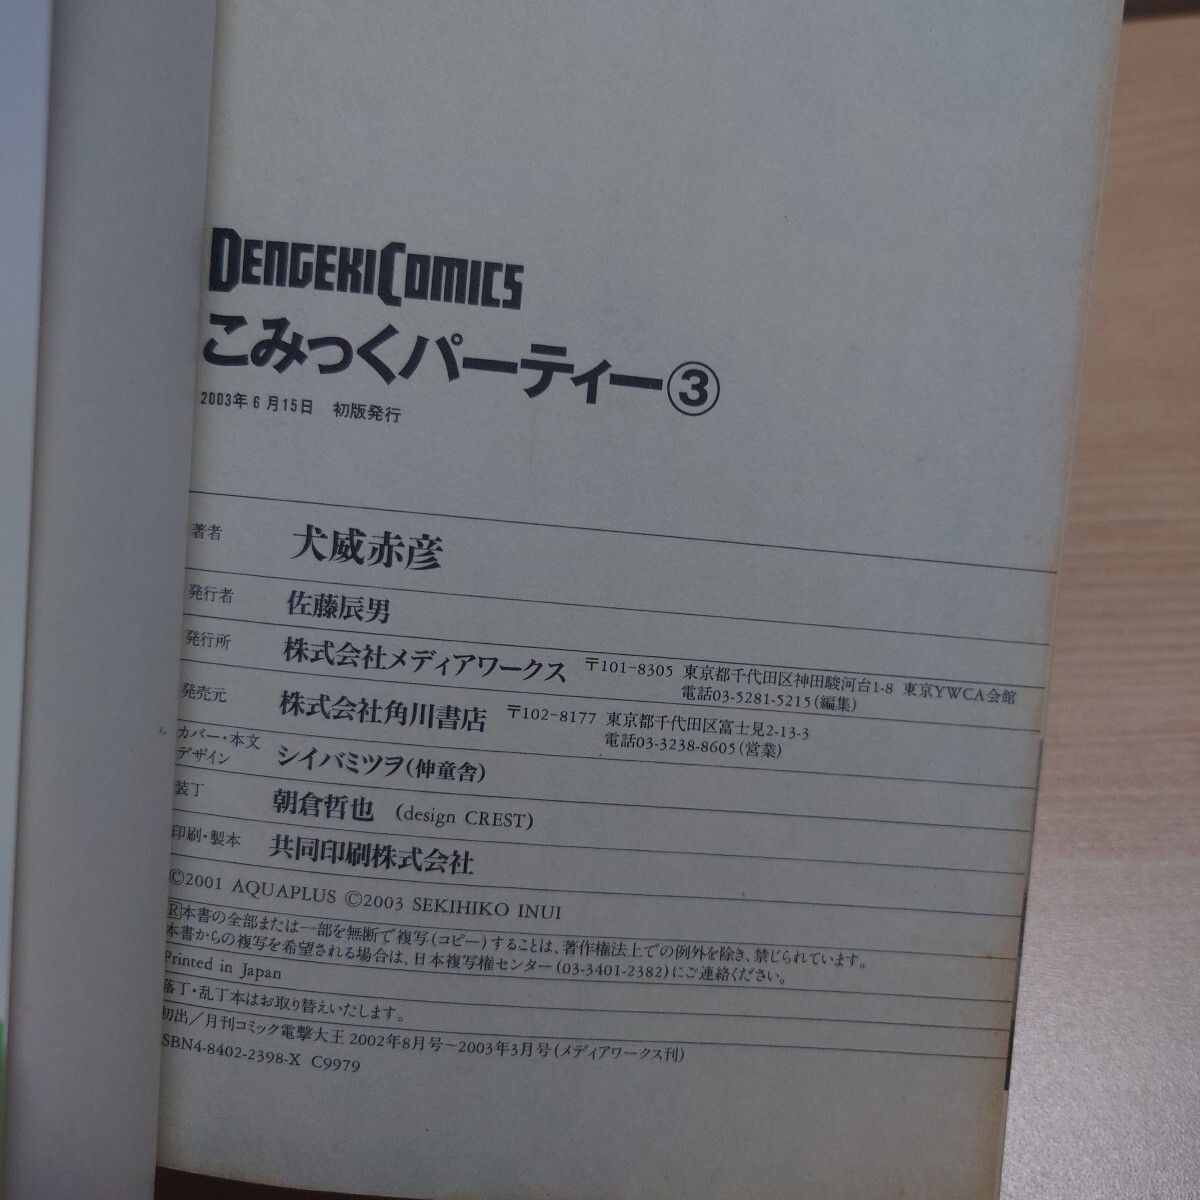 DENGEKI COMICS
こみっくパーティー③
2003年6月15日 初版発行
著者 犬威赤彦
発行者 佐藤辰男
発行所 株式会社メディアワークス 〒101-8305 東京都千代田区神田駿河台1-8 東京YWCA会館
電話03-5281-5215(編集)
発売元 株式会社角川書店 〒102-8177 東京都千代田区富士見2-13-3
電話03-3238-8605(営業)
カバー・本文
デザイン シイバミツヲ(伸童舎)
装丁 朝倉哲也 (design CREST)
印刷・製本 共同印刷株式会社
©2001 AQUAPLUS ©2003 SEKIHIKO INUI
Ⓡ本書の全部または一部を無断で複写(コピー)することは、著作権法上での例外を除き、禁じられています。
本書からの複写を希望される場合は、日本複写権センター(03-3401-2382)にご連絡ください。
Printed in Japan
落丁・乱丁本はお取り替えいたします。
初出/月刊コミック電撃大王 2002年8月号~2003年3月号(メディアワークス刊)
ISBN4-8402-2398-X C9979